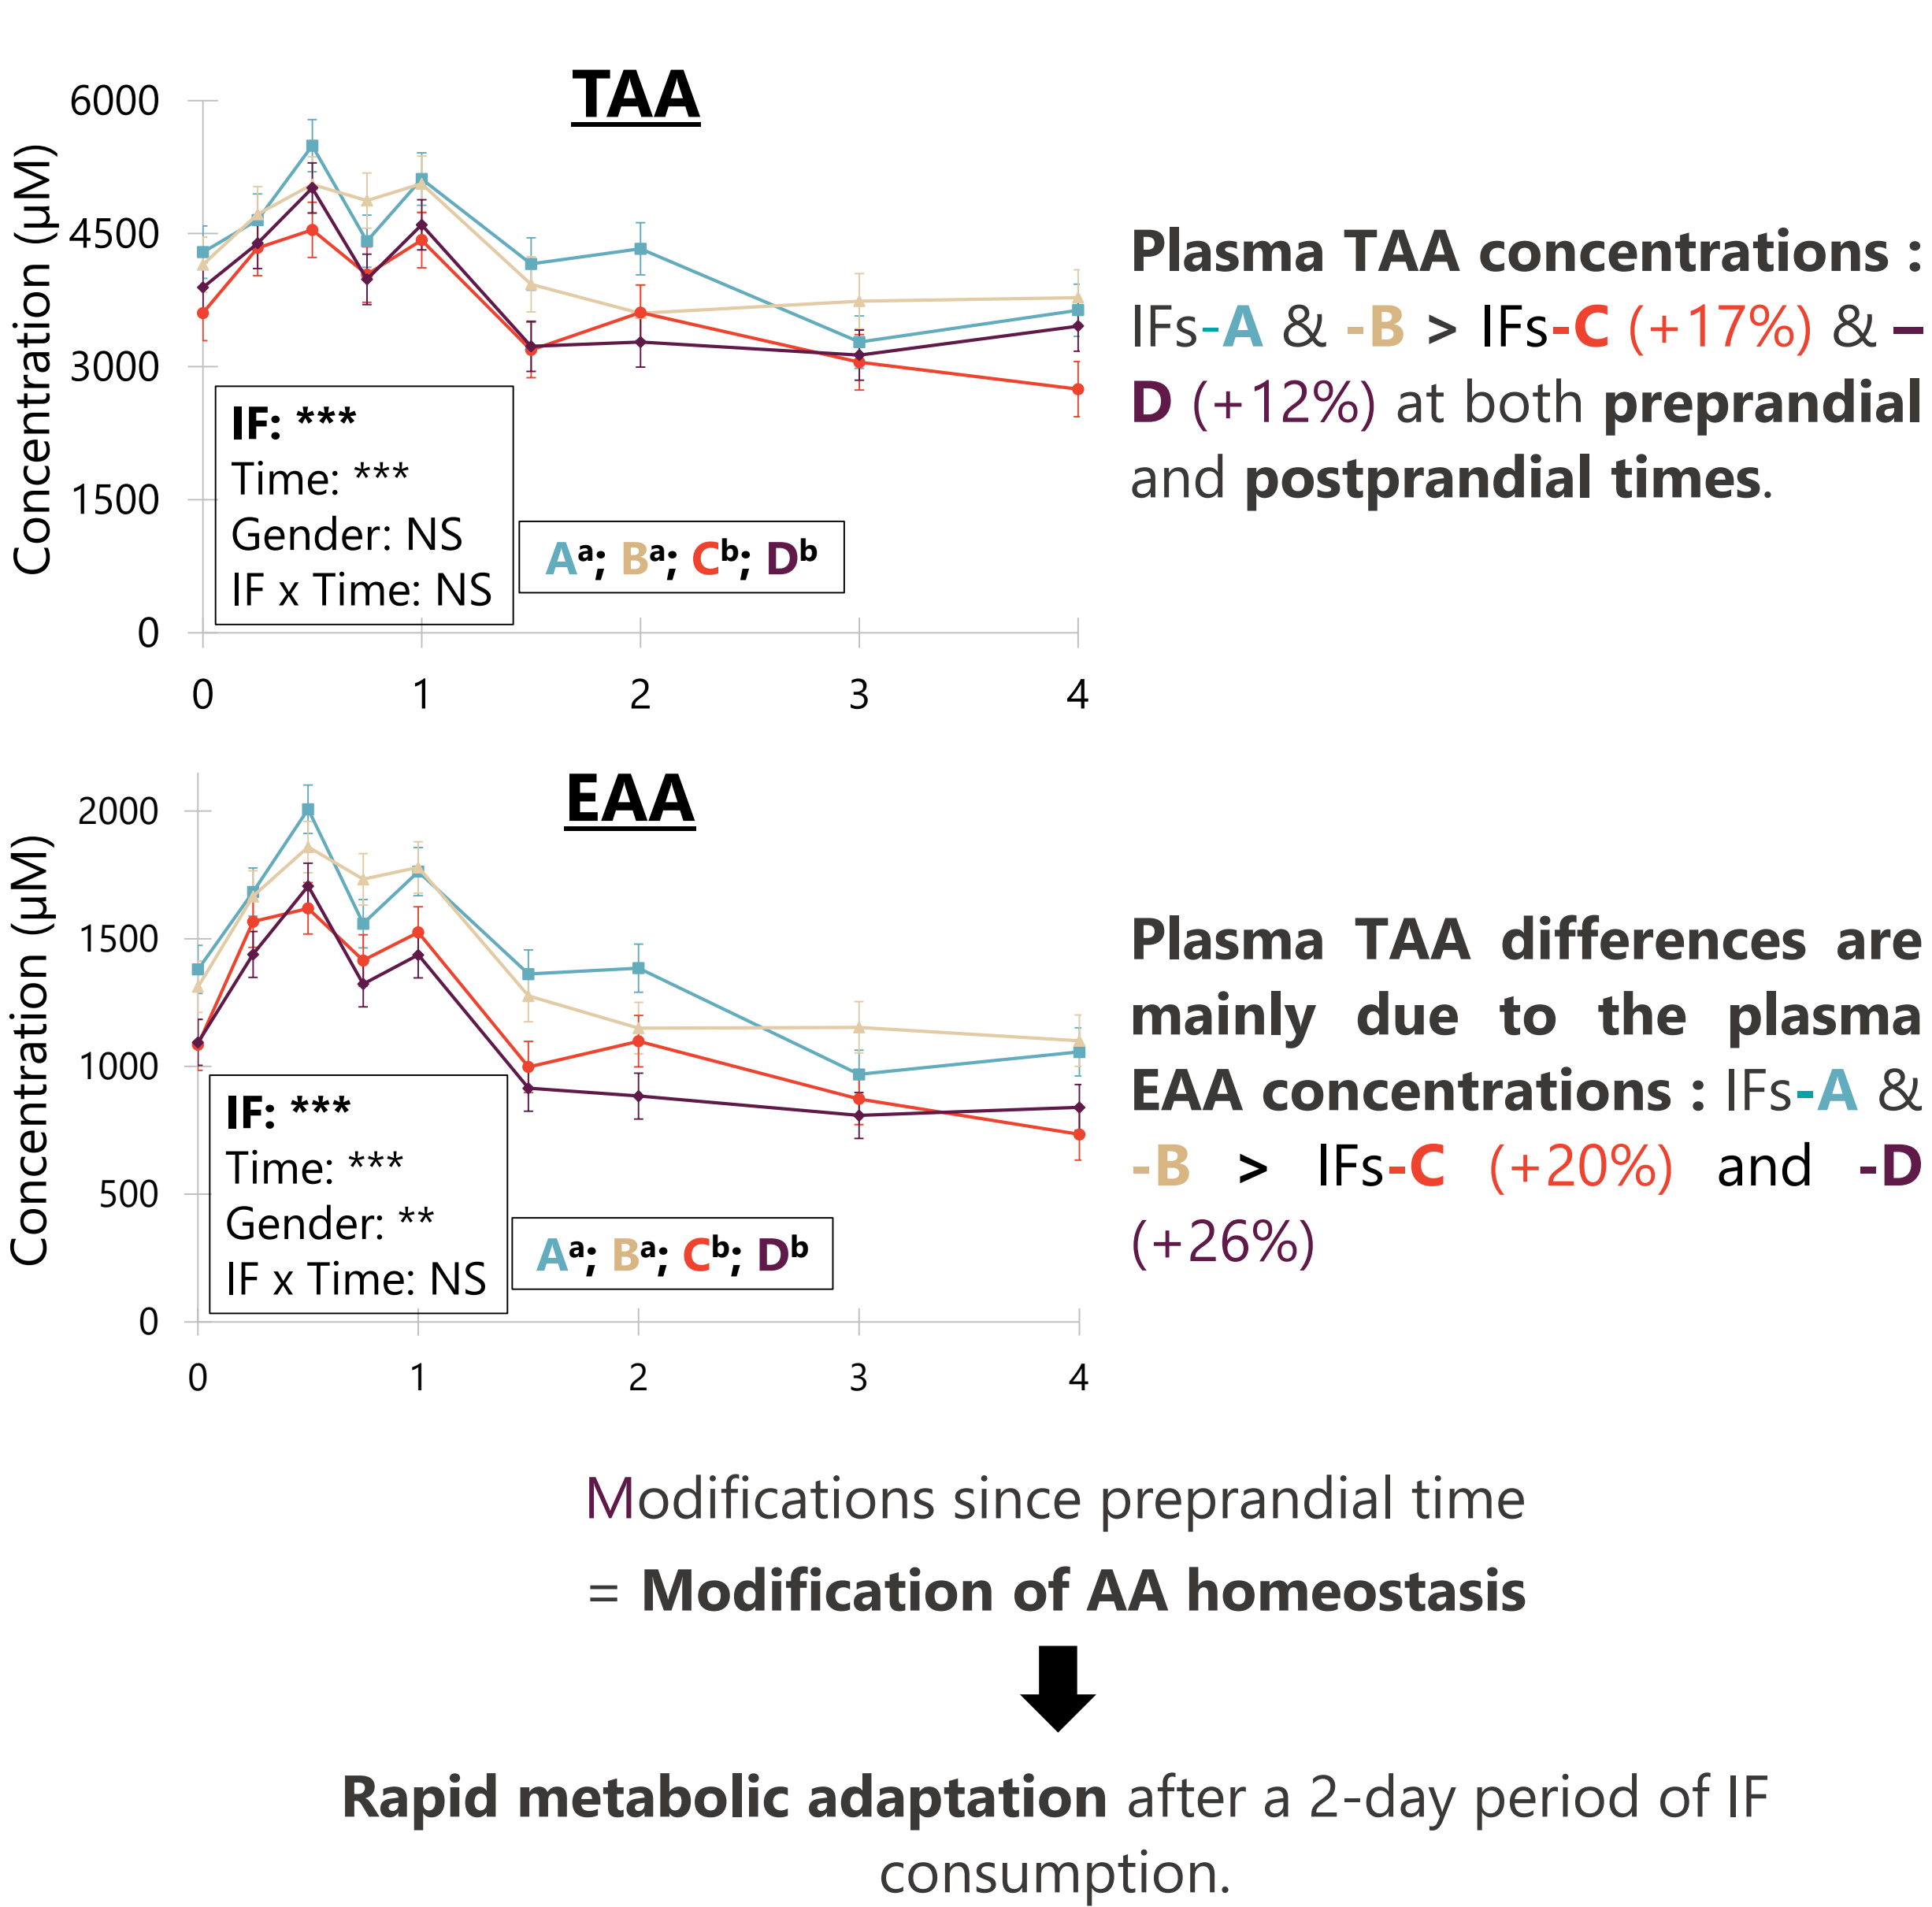 TAA
Concentration (µM)
6000
4500
3000
1500
0
IF: ***
Time: ***
Gender: NS
IF x Time: NS
Aᵃ; Bᵃ; Cᵇ; Dᵇ
0 1 2 3 4
Plasma TAA concentrations :
IFs-A & -B > IFs-C (+17%) & –
D (+12%) at both preprandial
and postprandial times.
EAA
Concentration (µM)
2000
1500
1000
500
0
IF: ***
Time: ***
Gender: **
IF x Time: NS
Aᵃ; Bᵃ; Cᵇ; Dᵇ
0 1 2 3 4
Plasma TAA differences are
mainly due to the plasma
EAA concentrations : IFs-A &
-B > IFs-C (+20%) and -D
(+26%)
Modifications since preprandial time
= Modification of AA homeostasis
Rapid metabolic adaptation after a 2-day period of IF
consumption.